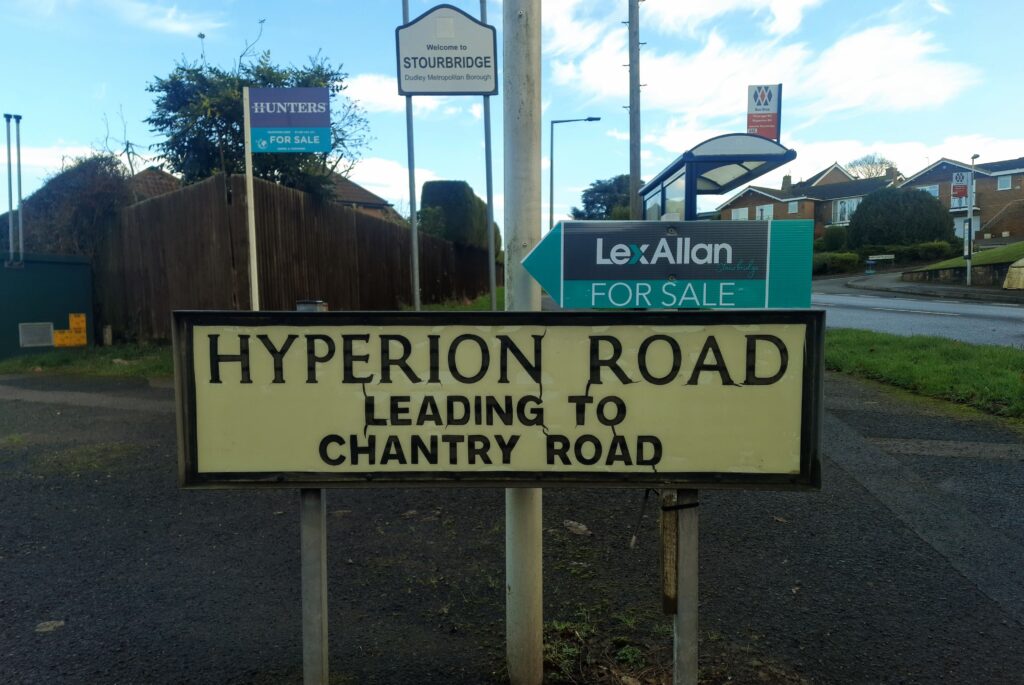 Welcome to
STOURBRIDGE
Dudley Metropolitan Borough
HUNTERS
FOR SALE
LexAllan
Stourbridge
FOR SALE
HYPERION ROAD
LEADING TO
CHANTRY ROAD